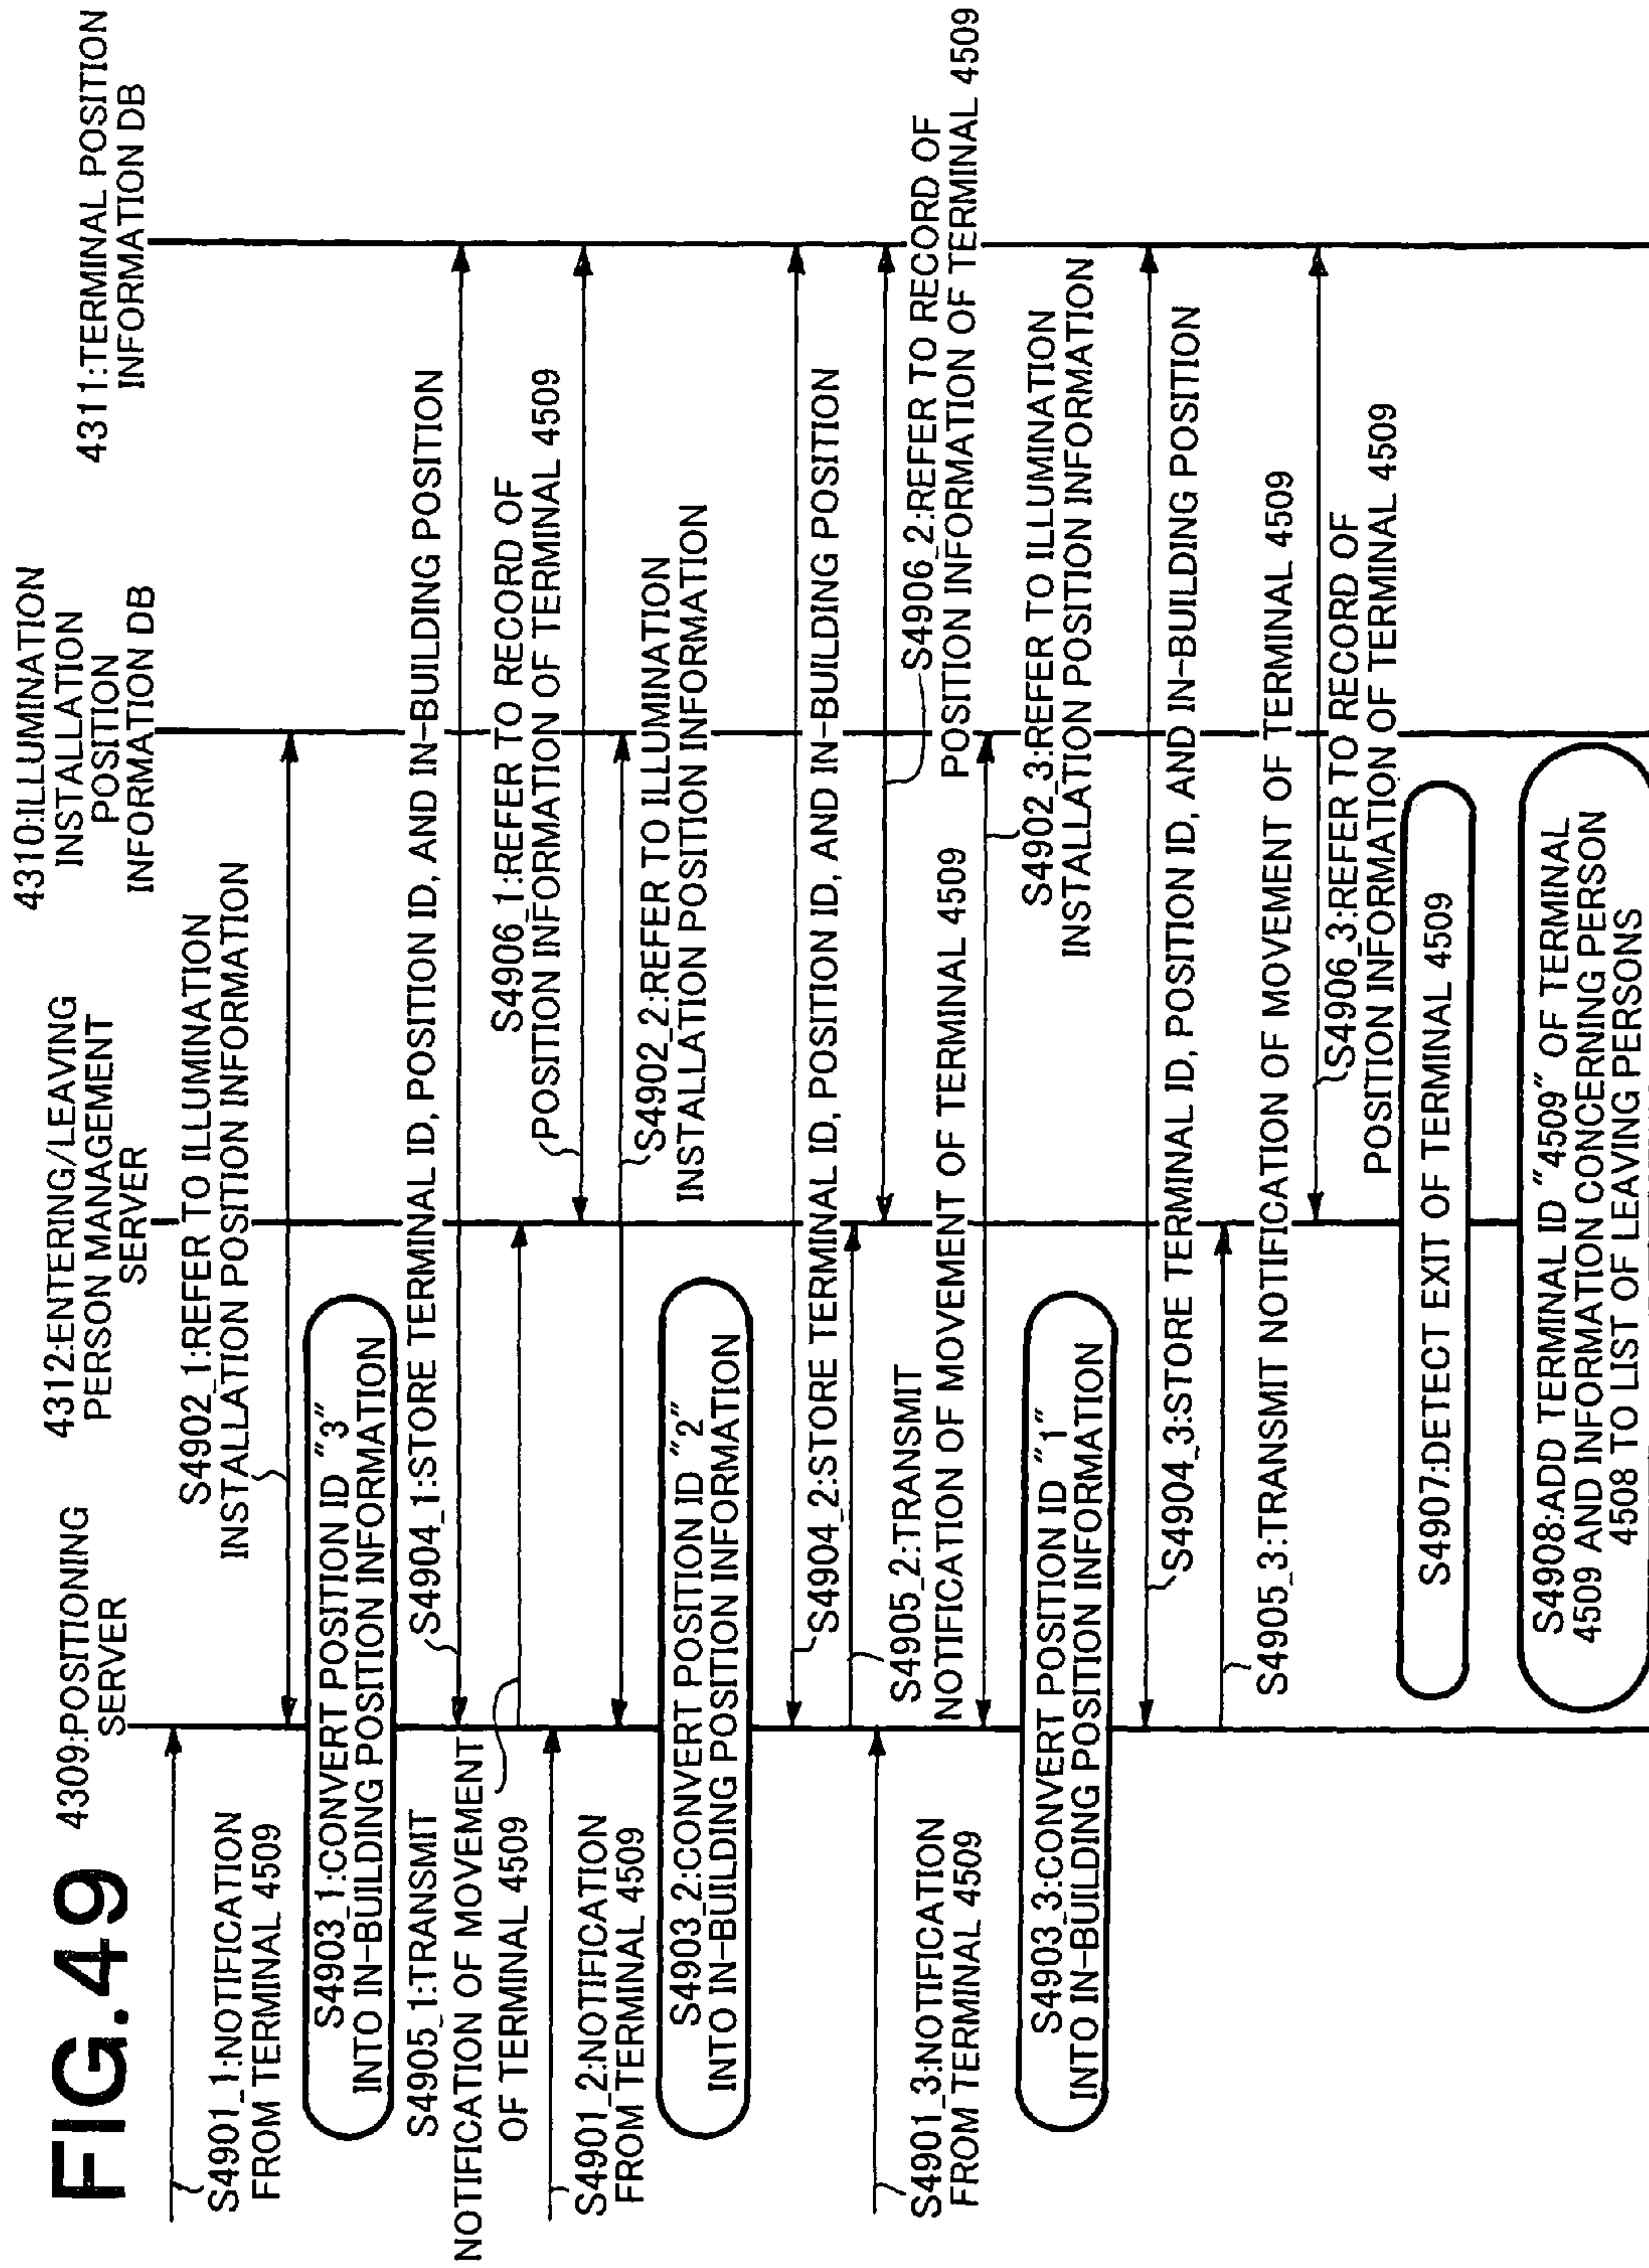 FIG.49
4309:POSITIONING
SERVER
4312:ENTERING/LEAVING
PERSON MANAGEMENT
SERVER
4310:ILLUMINATION
INSTALLATION
POSITION
INFORMATION DB
4311:TERMINAL POSITION
INFORMATION DB
S4901_1:NOTIFICATION
FROM TERMINAL 4509
S4902_1:REFER TO ILLUMINATION
INSTALLATION POSITION INFORMATION
S4903_1:CONVERT POSITION ID "3"
INTO IN-BUILDING POSITION INFORMATION
S4904_1:STORE TERMINAL ID, POSITION ID, AND IN-BUILDING POSITION
S4905_1:TRANSMIT
NOTIFICATION OF MOVEMENT
OF TERMINAL 4509
S4906_1:REFER TO RECORD OF
POSITION INFORMATION OF TERMINAL 4509
S4901_2:NOTIFICATION
FROM TERMINAL 4509
S4902_2:REFER TO ILLUMINATION
INSTALLATION POSITION INFORMATION
S4903_2:CONVERT POSITION ID "2"
INTO IN-BUILDING POSITION INFORMATION
S4904_2:STORE TERMINAL ID, POSITION ID, AND IN-BUILDING POSITION
S4905_2:TRANSMIT
NOTIFICATION OF MOVEMENT OF TERMINAL 4509
S4906_2:REFER TO RECORD OF
POSITION INFORMATION OF TERMINAL 4509
S4901_3:NOTIFICATION
FROM TERMINAL 4509
S4902_3:REFER TO ILLUMINATION
INSTALLATION POSITION INFORMATION
S4903_3:CONVERT POSITION ID "1"
INTO IN-BUILDING POSITION INFORMATION
S4904_3:STORE TERMINAL ID, POSITION ID, AND IN-BUILDING POSITION
S4905_3:TRANSMIT NOTIFICATION OF MOVEMENT OF TERMINAL 4509
S4906_3:REFER TO RECORD OF
POSITION INFORMATION OF TERMINAL 4509
S4907:DETECT EXIT OF TERMINAL 4509
S4908:ADD TERMINAL ID "4509" OF TERMINAL
4509 AND INFORMATION CONCERNING PERSON
4508 TO LIST OF LEAVING PERSONS